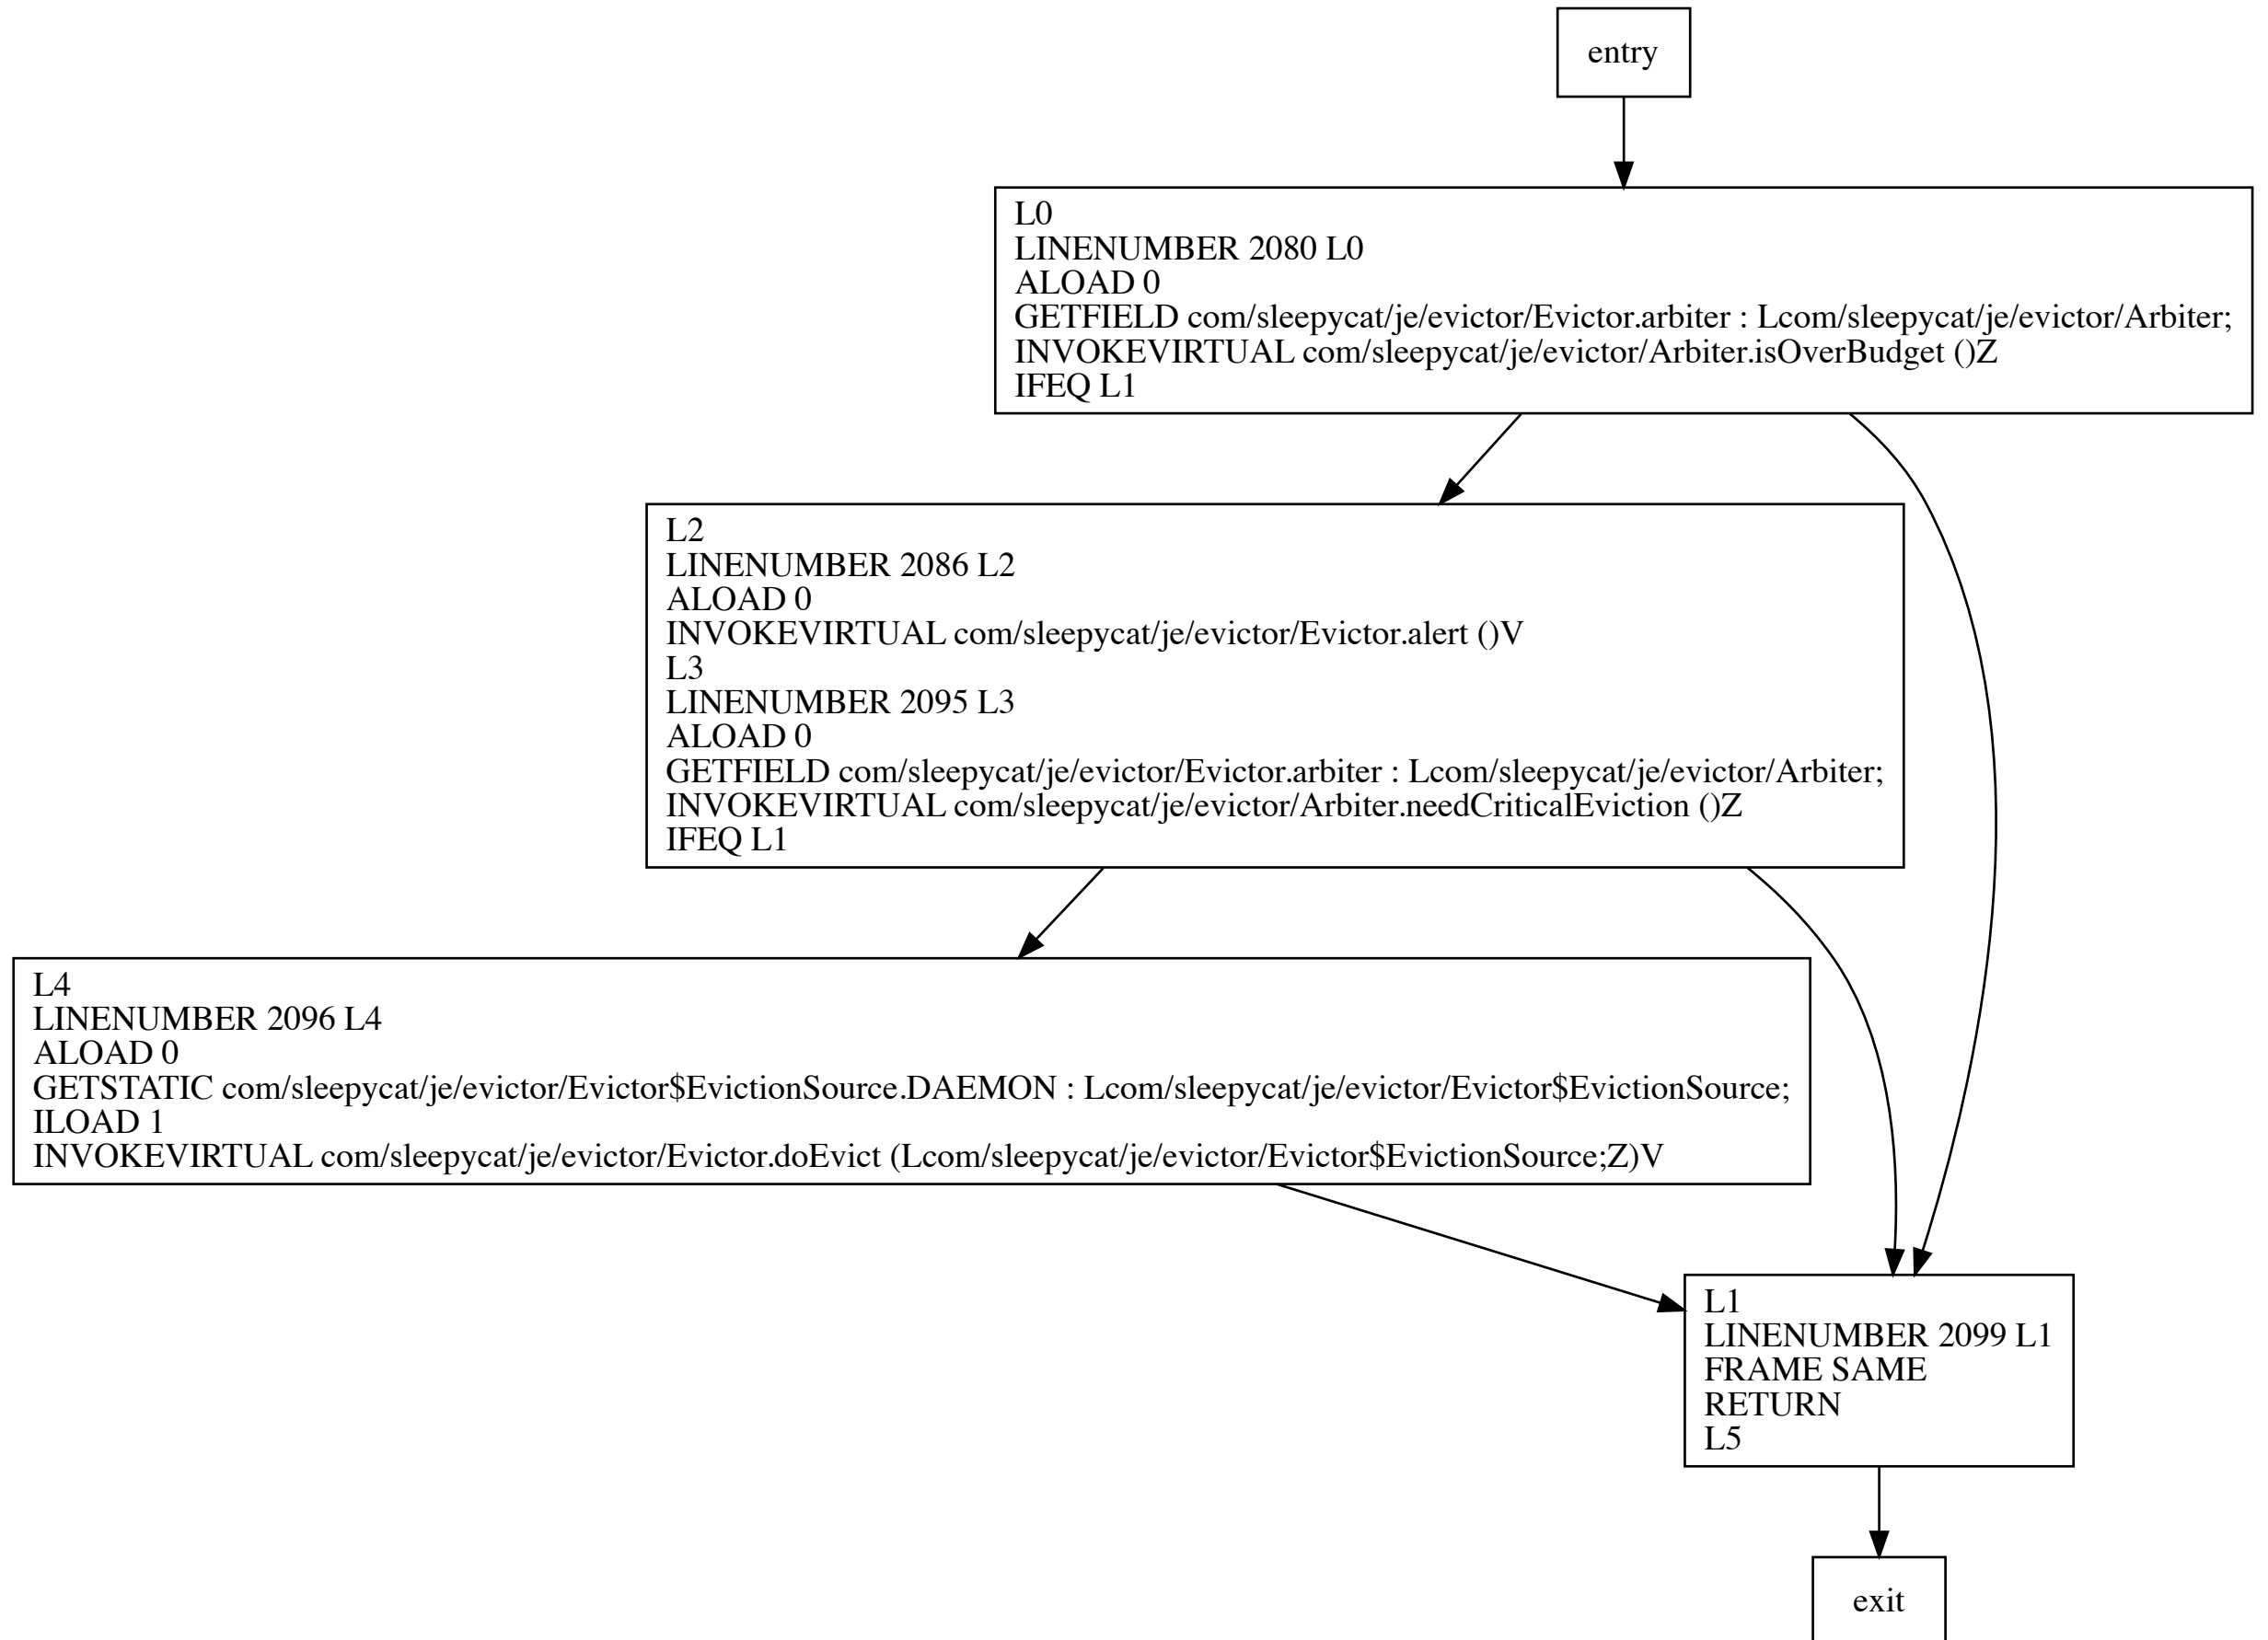 entry
L0
LINENUMBER 2080 L0
ALOAD 0
GETFIELD com/sleepycat/je/evictor/Evictor.arbiter : Lcom/sleepycat/je/evictor/Arbiter;
INVOKEVIRTUAL com/sleepycat/je/evictor/Arbiter.isOverBudget ()Z
IFEQ L1
L2
LINENUMBER 2086 L2
ALOAD 0
INVOKEVIRTUAL com/sleepycat/je/evictor/Evictor.alert ()V
L3
LINENUMBER 2095 L3
ALOAD 0
GETFIELD com/sleepycat/je/evictor/Evictor.arbiter : Lcom/sleepycat/je/evictor/Arbiter;
INVOKEVIRTUAL com/sleepycat/je/evictor/Arbiter.needCriticalEviction ()Z
IFEQ L1
L4
LINENUMBER 2096 L4
ALOAD 0
GETSTATIC com/sleepycat/je/evictor/Evictor$EvictionSource.DAEMON : Lcom/sleepycat/je/evictor/Evictor$EvictionSource;
ILOAD 1
INVOKEVIRTUAL com/sleepycat/je/evictor/Evictor.doEvict (Lcom/sleepycat/je/evictor/Evictor$EvictionSource;Z)V
L1
LINENUMBER 2099 L1
FRAME SAME
RETURN
L5
exit